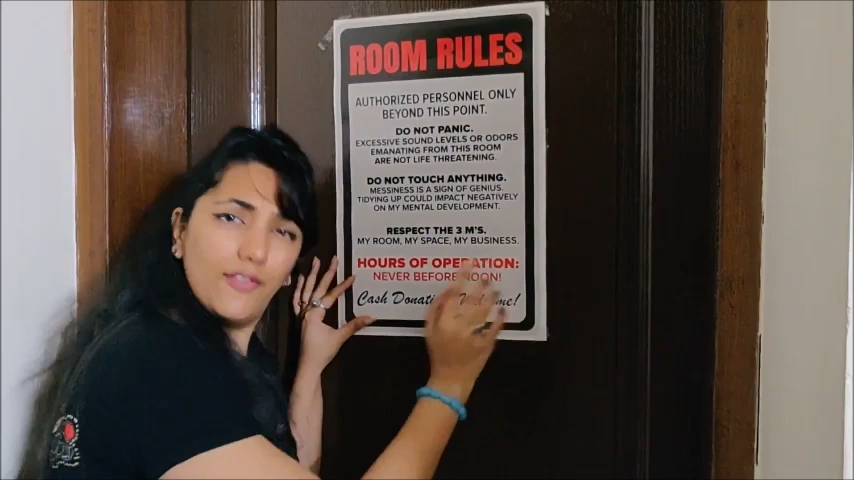 ROOM RULES
AUTHORIZED PERSONNEL ONLY
BEYOND THIS POINT.
DO NOT PANIC.
EXCESSIVE SOUND LEVELS OR ODORS
EMANATING FROM THIS ROOM
ARE NOT LIFE THREATENING.
DO NOT TOUCH ANYTHING.
MESSINESS IS A SIGN OF GENIUS.
TIDYING UP COULD IMPACT NEGATIVELY
ON MY MENTAL DEVELOPMENT.
RESPECT THE 3 M'S.
MY ROOM, MY SPACE, MY BUSINESS.
HOURS OF OPERATION:
NEVER BEFORE NOON!
Cash